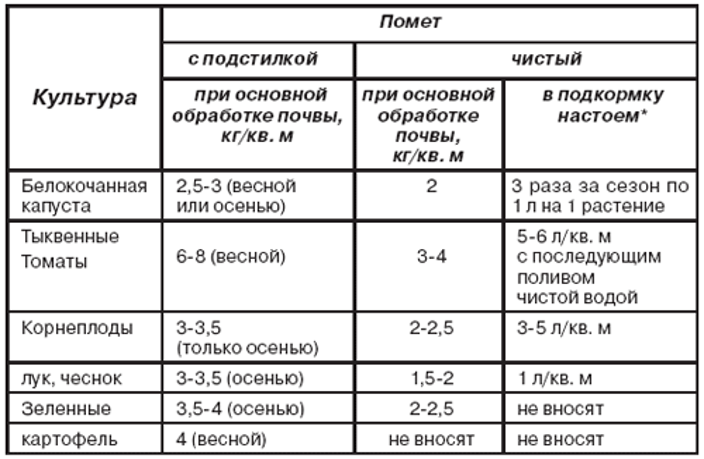 Культура
Помет
с подстилкой
чистый
при основной
обработке почвы,
кг/кв. м
при основной
обработке
почвы,
кг/кв. м
в подкормку
настоем*
Белокочанная
капуста
2,5-3 (весной
или осенью)
2
3 раза за сезон по
1 л на 1 растение
Тыквенные
Томаты
6-8 (весной)
3-4
5-6 л/кв. м
с последующим
поливом
чистой водой
Корнеплоды
3-3,5
(только осенью)
2-2,5
3-5 л/кв. м
лук, чеснок
3-3,5 (осенью)
1,5-2
1 л/кв. м
Зеленные
3,5-4 (осенью)
2-2,5
не вносят
картофель
4 (весной)
не вносят
не вносят